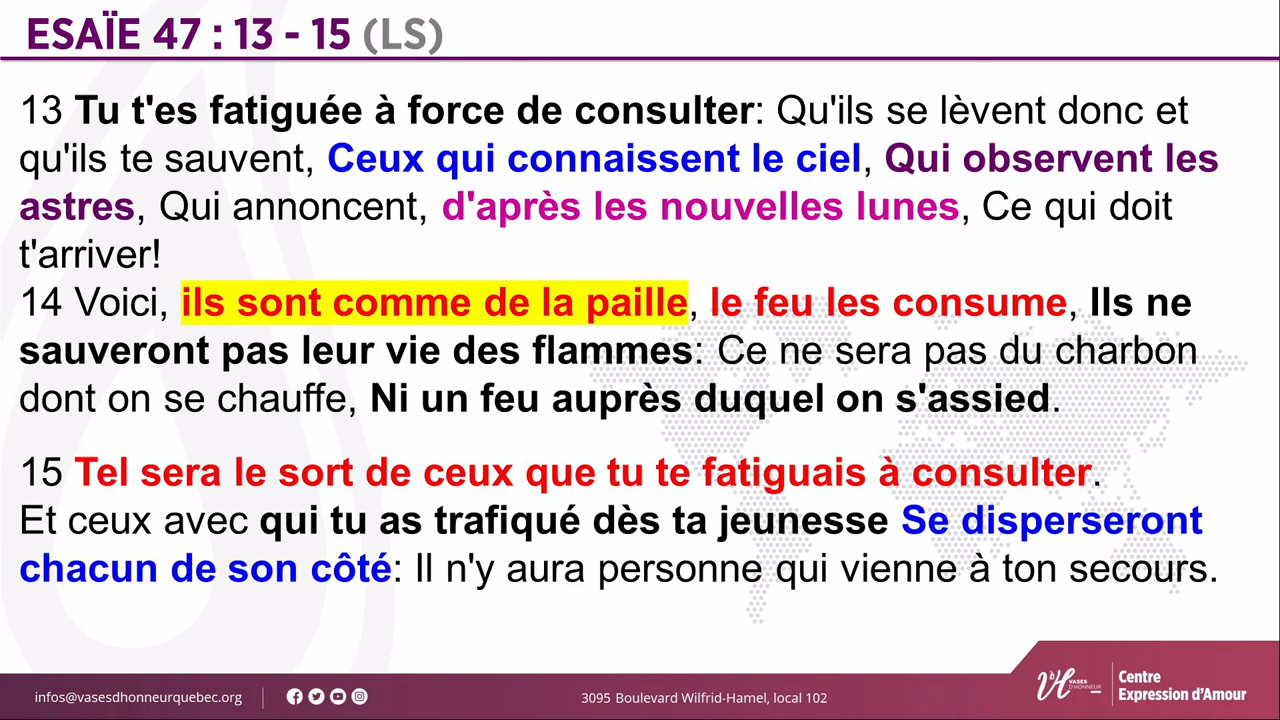 ESAÏE 47 : 13 - 15 (LS)
13 Tu t'es fatiguée à force de consulter: Qu'ils se lèvent donc et
qu'ils te sauvent, Ceux qui connaissent le ciel, Qui observent les
astres, Qui annoncent, d'après les nouvelles lunes, Ce qui doit
t'arriver!
14 Voici, ils sont comme de la paille, le feu les consume, Ils ne
sauveront pas leur vie des flammes: Ce ne sera pas du charbon
dont on se chauffe, Ni un feu auprès duquel on s'assied.
15 Tel sera le sort de ceux que tu te fatiguais à consulter.
Et ceux avec qui tu as trafiqué dès ta jeunesse Se disperseront
chacun de son côté: Il n'y aura personne qui vienne à ton secours.
infos@vasesdhonneurquebec.org
3095 Boulevard Wilfrid-Hamel, local 102
VASES
D'HONNEUR
Centre
Expression d'Amour